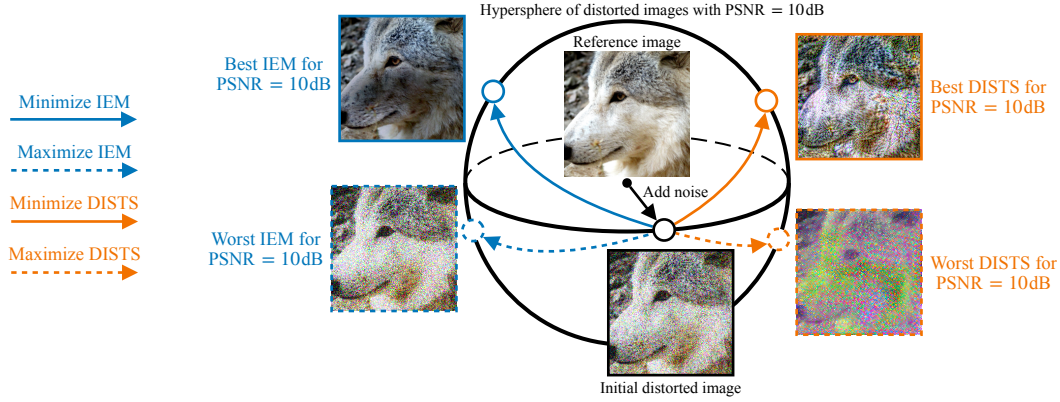 Hypersphere of distorted images with PSNR = 10dB
Reference image
Best IEM for
PSNR = 10dB
Best DISTS for
PSNR = 10dB
Minimize IEM
Maximize IEM
Minimize DISTS
Maximize DISTS
Add noise
Worst IEM for
PSNR = 10dB
Worst DISTS for
PSNR = 10dB
Initial distorted image